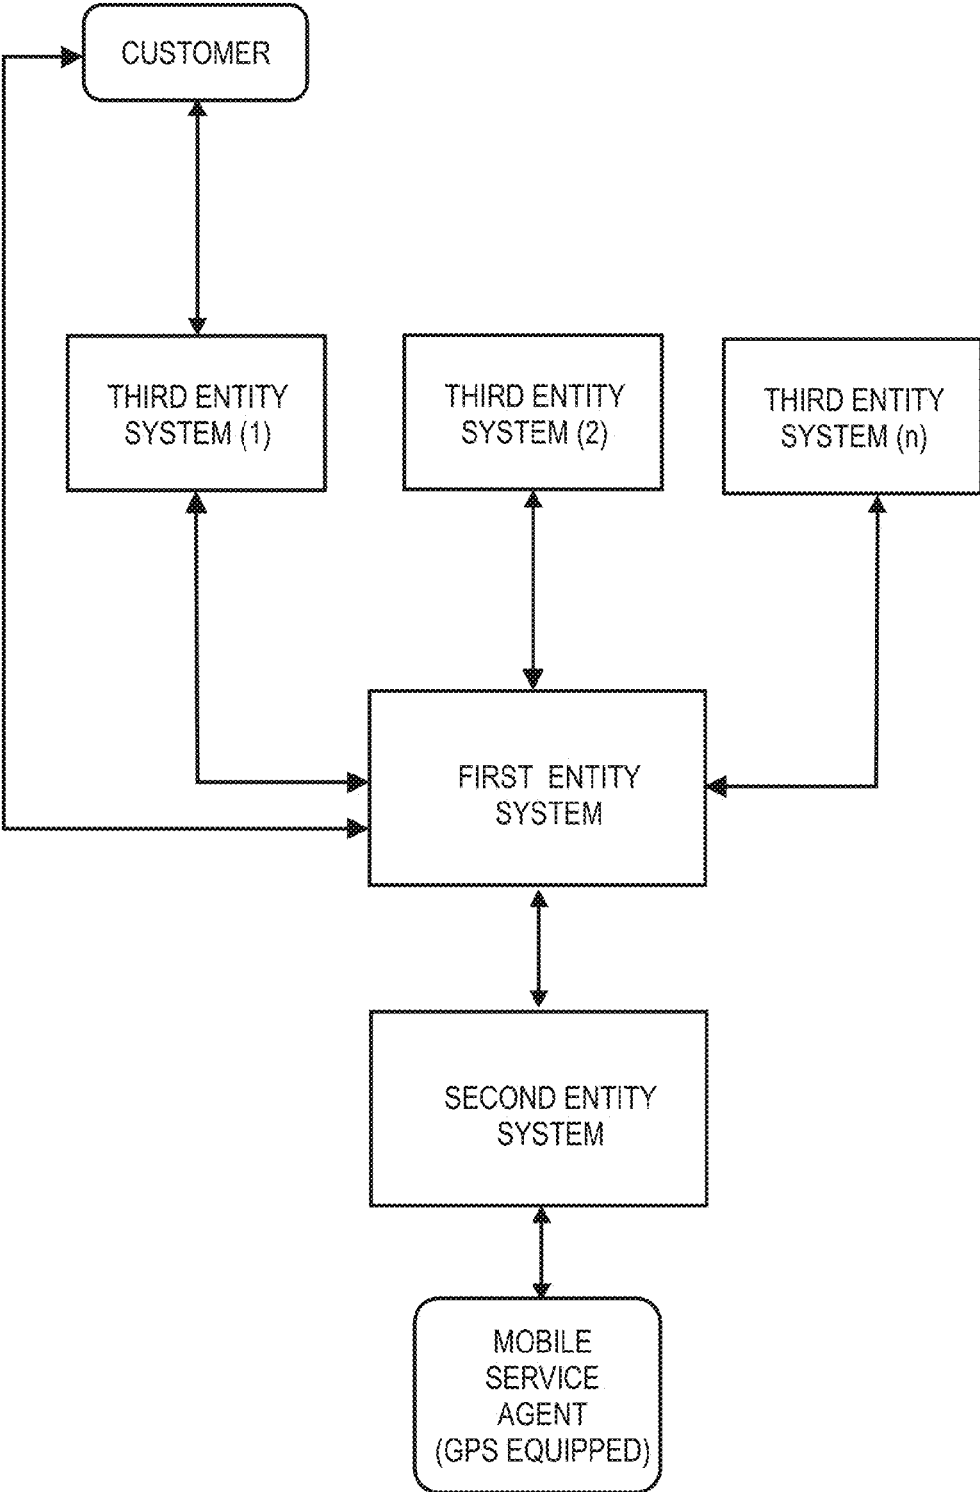 CUSTOMER
THIRD ENTITY
SYSTEM (1)
THIRD ENTITY
SYSTEM (2)
THIRD ENTITY
SYSTEM (n)
FIRST ENTITY
SYSTEM
SECOND ENTITY
SYSTEM
MOBILE
SERVICE
AGENT
(GPS EQUIPPED)